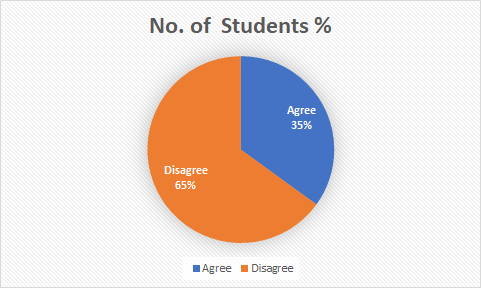 No. of  Students %
Agree
35%
Disagree
65%
Agree Disagree